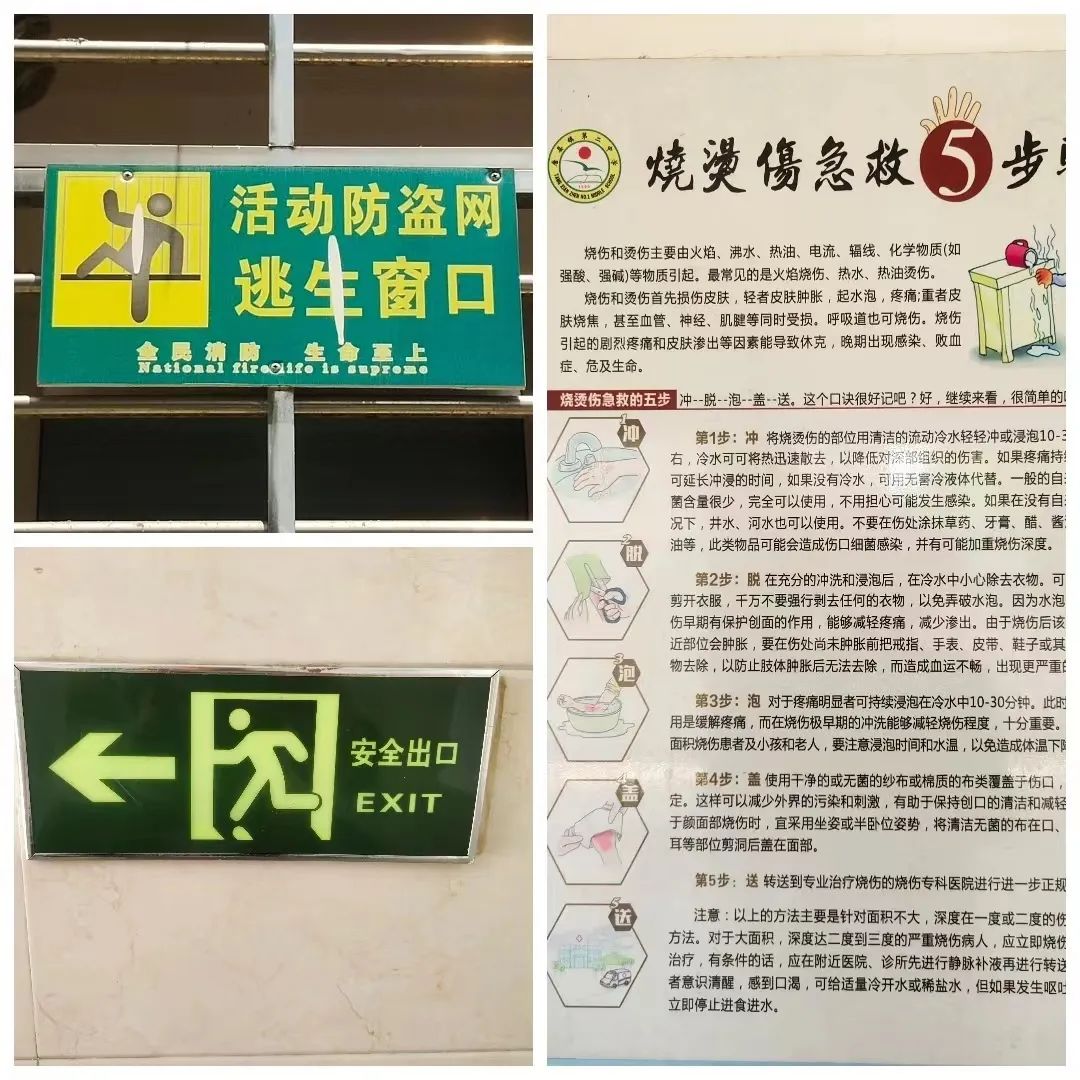 活动防盗网
逃生窗口
全民消防 生命至上
National fire life is supreme
安全出口
EXIT
燒燙傷急救5步
烧伤和烫伤主要由火焰、沸水、热油、电流、辐线、化学物质(如
强酸、强碱)等物质引起。最常见的是火焰烧伤、热水、热油烫伤。
烧伤和烫伤首先损伤皮肤，轻者皮肤肿胀，起水泡，疼痛;重者皮
肤烧焦，甚至血管、神经、肌腱等同时受损。呼吸道也可烧伤。烧伤
引起的剧烈疼痛和皮肤渗出等因素能导致休克，晚期出现感染、败血
症、危及生命。
烧烫伤急救的五步 冲--脱--泡--盖--送。这个口诀很好记吧？好，继续来看，很简单的
1冲
第1步：冲 将烧烫伤的部位用清洁的流动冷水轻轻冲或浸泡10-3
右，冷水可可将热迅速散去，以降低对深部组织的伤害。如果疼痛持
可延长冲浸的时间，如果没有冷水，可用无害冷液体代替。一般的自
菌含量很少，完全可以使用，不用担心可能发生感染。如果在没有自
况下，井水、河水也可以使用。不要在伤处涂抹草药、牙膏、醋、酱
油等，此类物品可能会造成伤口细菌感染，并有可能加重烧伤深度。
2脱
第2步：脱 在充分的冲洗和浸泡后，在冷水中小心除去衣物。可
剪开衣服，千万不要强行剥去任何的衣物，以免弄破水泡。因为水泡
伤早期有保护创面的作用，能够减轻疼痛，减少渗出。由于烧伤后该
近部位会肿胀，要在伤处尚未肿胀前把戒指、手表、皮带、鞋子或其
物去除，以防止肢体肿胀后无法去除，而造成血运不畅，出现更严重的
3泡
第3步：泡 对于疼痛明显者可持续浸泡在冷水中10-30分钟。此时
用是缓解疼痛，而在烧伤极早期的冲洗能够减轻烧伤程度，十分重要。
面积烧伤患者及小孩和老人，要注意浸泡时间和水温，以免造成体温下
4盖
第4步：盖 使用干净的或无菌的纱布或棉质的布类覆盖于伤口，
定。这样可以减少外界的污染和刺激，有助于保持创口的清洁和减轻
于颜面部烧伤时，宜采用坐姿或半卧位姿势，将清洁无菌的布在口、
耳等部位剪洞后盖在面部。
5送
第5步：送 转送到专业治疗烧伤的烧伤专科医院进行进一步正规
注意：以上的方法主要是针对面积不大，深度在一度或二度的伤
方法。对于大面积，深度达二度到三度的严重烧伤病人，应立即烧伤
治疗，有条件的话，应在附近医院、诊所先进行静脉补液再进行转送
者意识清醒，感到口渴，可给适量冷开水或稀盐水，但如果发生呕吐
立即停止进食进水。